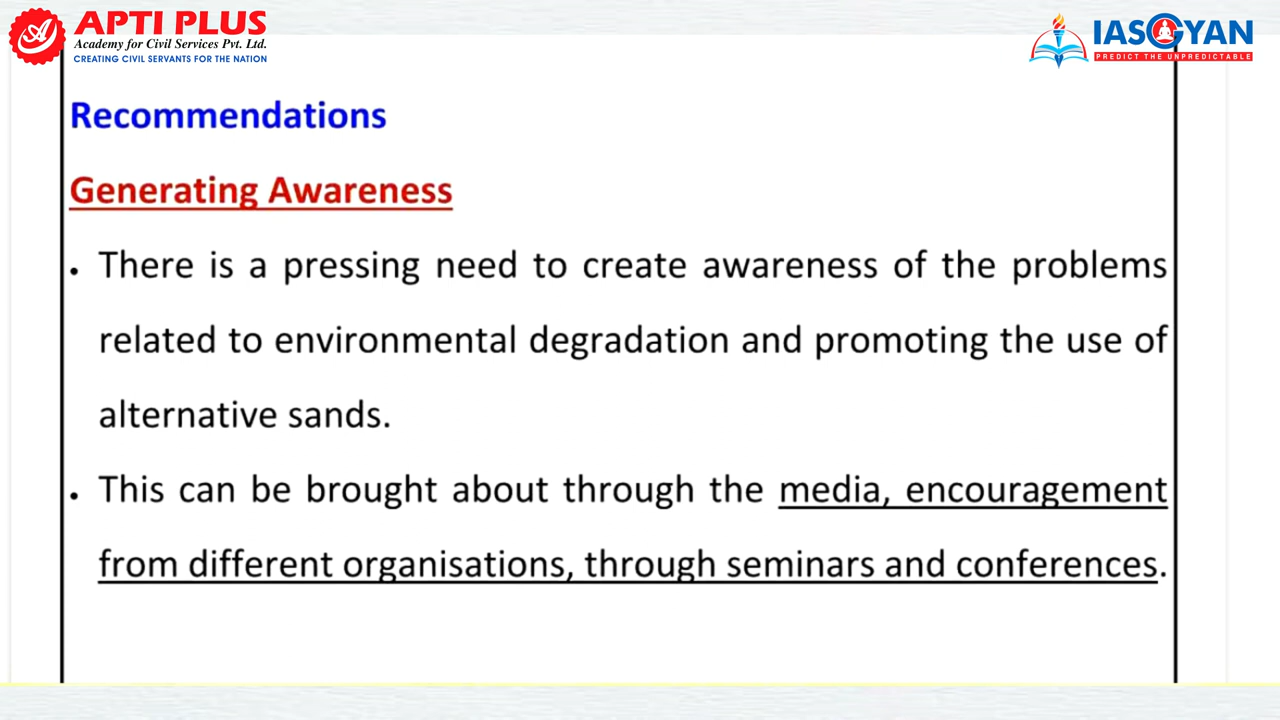 APTI PLUS
Academy for Civil Services Pvt. Ltd.
CREATING CIVIL SERVANTS FOR THE NATION
IASGYAN
PREDICT THE UNPREDICTABLE
Recommendations
Generating Awareness
• There is a pressing need to create awareness of the problems
related to environmental degradation and promoting the use of
alternative sands.
• This can be brought about through the media, encouragement
from different organisations, through seminars and conferences.